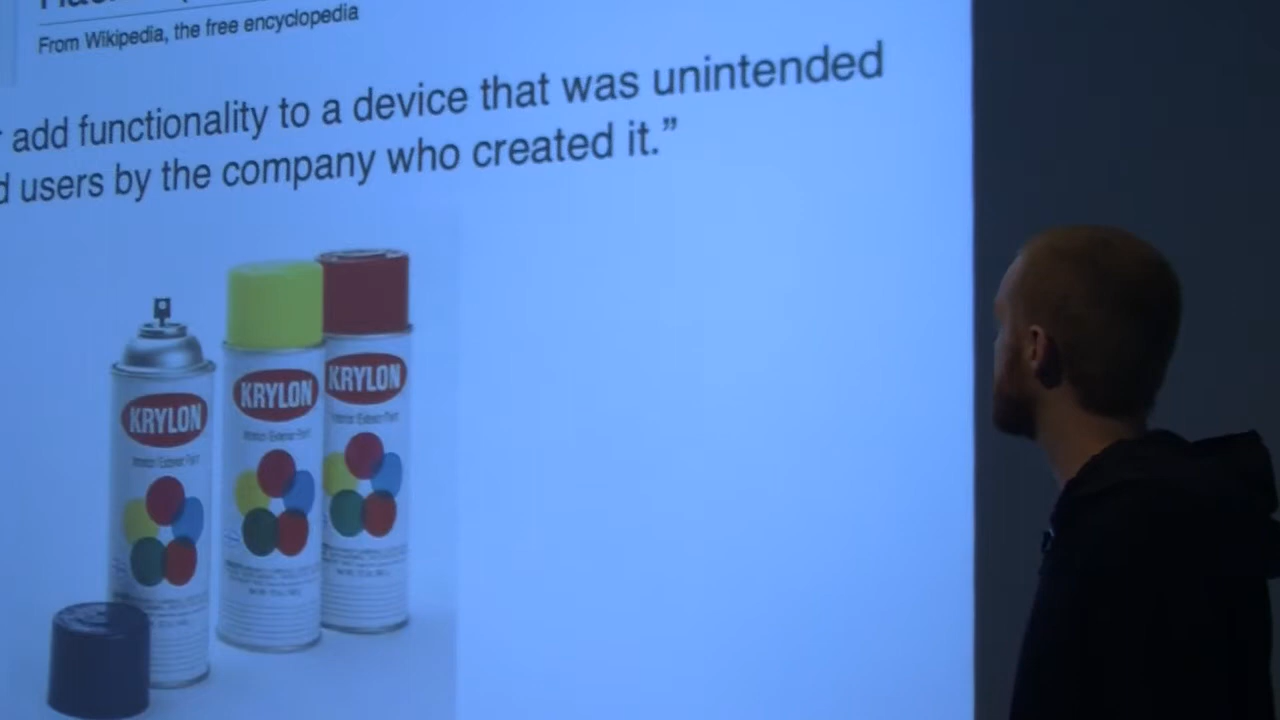 From Wikipedia, the free encyclopedia
add functionality to a device that was unintended
users by the company who created it.”
KRYLON
KRYLON
KRYLON